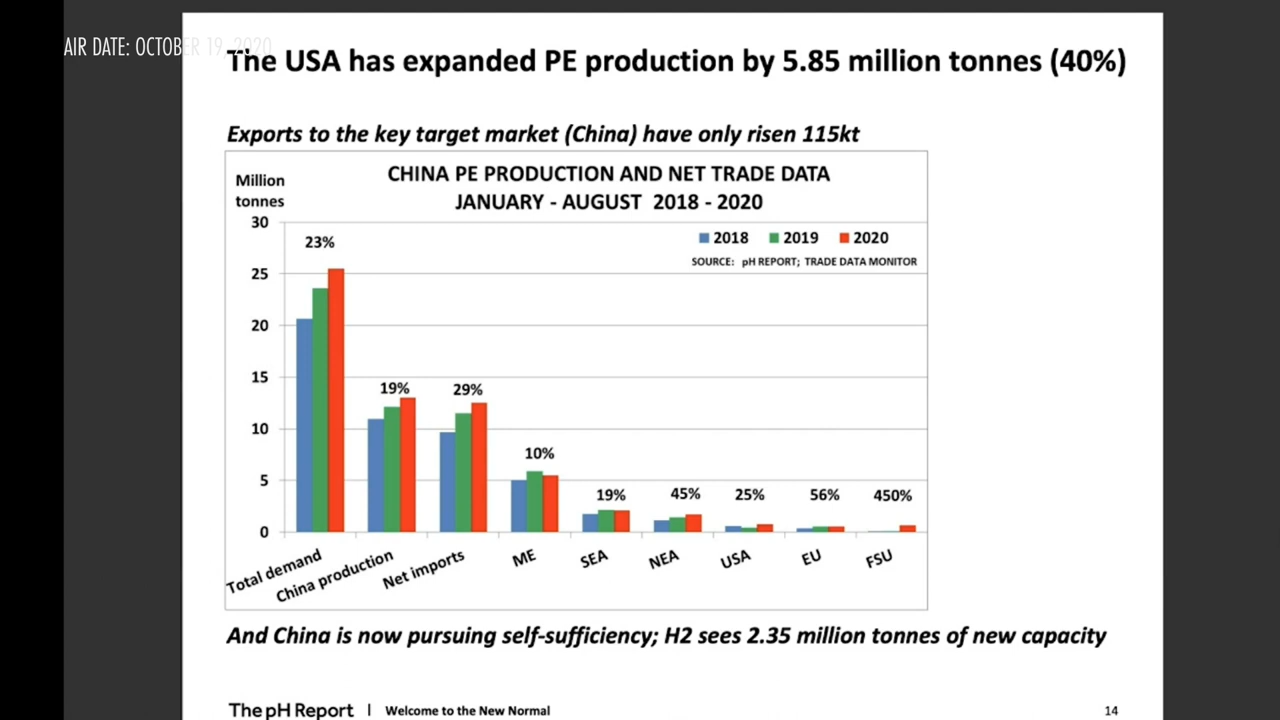 AIR DATE: OCTOBER 19, 2020
The USA has expanded PE production by 5.85 million tonnes (40%)
Exports to the key target market (China) have only risen 115kt
Million
tonnes
CHINA PE PRODUCTION AND NET TRADE DATA
JANUARY - AUGUST 2018 - 2020
2018 2019 2020
SOURCE: pH REPORT; TRADE DATA MONITOR
30
25
20
15
10
5
0
23%
19%
29%
10%
19%
45%
25%
56%
450%
Total demand
China production
Net imports
ME
SEA
NEA
USA
EU
FSU
And China is now pursuing self-sufficiency; H2 sees 2.35 million tonnes of new capacity
The pH Report | Welcome to the New Normal
14